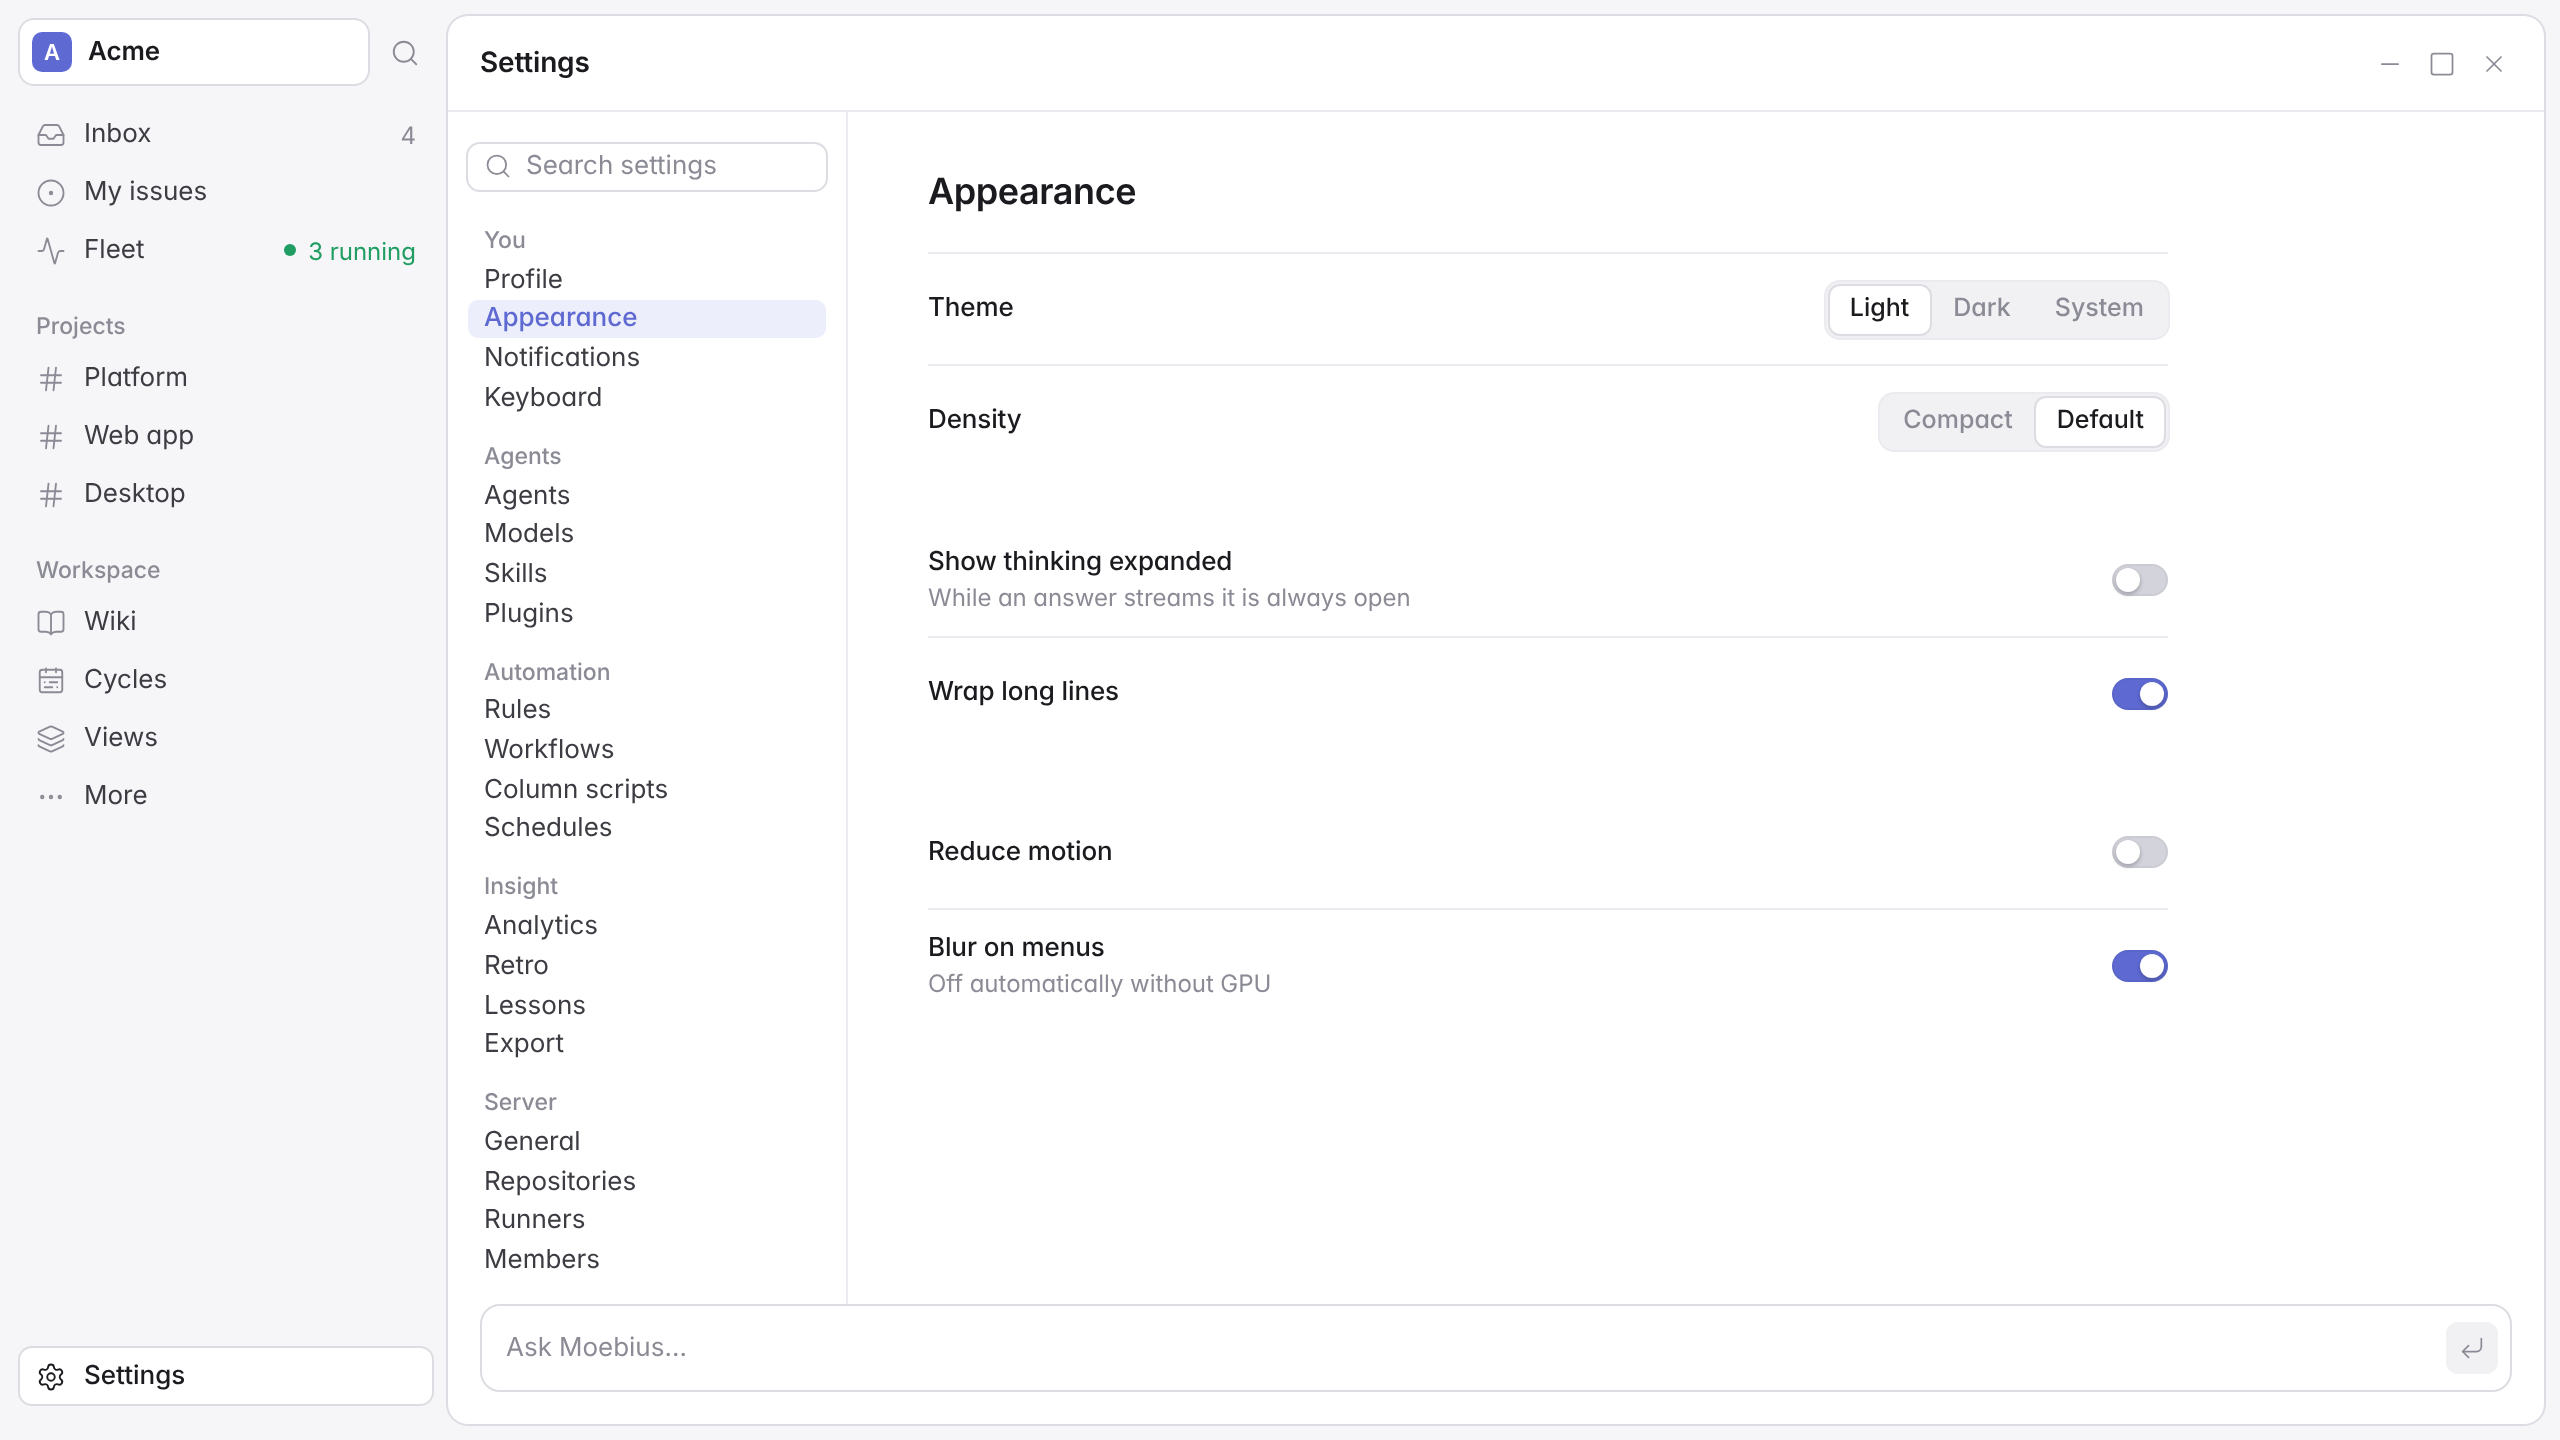 A Acme
Inbox 4
My issues
Fleet 3 running
Projects
Platform
Web app
Desktop
Workspace
Wiki
Cycles
Views
More
Settings
Settings
Search settings
You
Profile
Appearance
Notifications
Keyboard
Agents
Agents
Models
Skills
Plugins
Automation
Rules
Workflows
Column scripts
Schedules
Insight
Analytics
Retro
Lessons
Export
Server
General
Repositories
Runners
Members
Appearance
Theme Light Dark System
Density Compact Default
Show thinking expanded
While an answer streams it is always open
Wrap long lines
Reduce motion
Blur on menus
Off automatically without GPU
Ask Moebius...